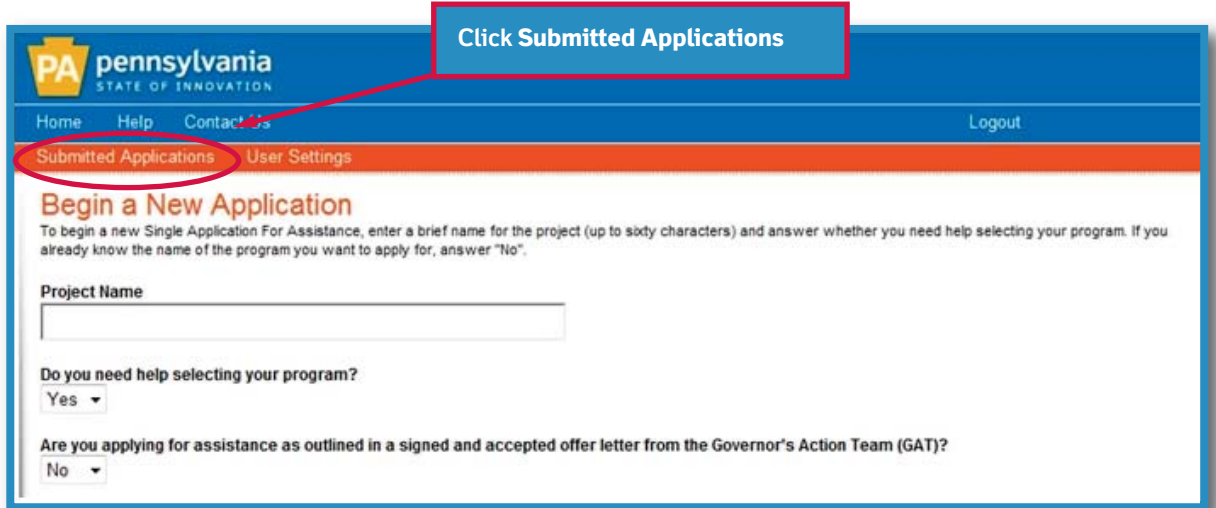 Click Submitted Applications
PA pennsylvania
STATE OF INNOVATION
Home Help Contact Us Logout
Submitted Applications User Settings
Begin a New Application
To begin a new Single Application For Assistance, enter a brief name for the project (up to sixty characters) and answer whether you need help selecting your program. If you
already know the name of the program you want to apply for, answer "No".
Project Name
Do you need help selecting your program?
Yes
Are you applying for assistance as outlined in a signed and accepted offer letter from the Governor's Action Team (GAT)?
No